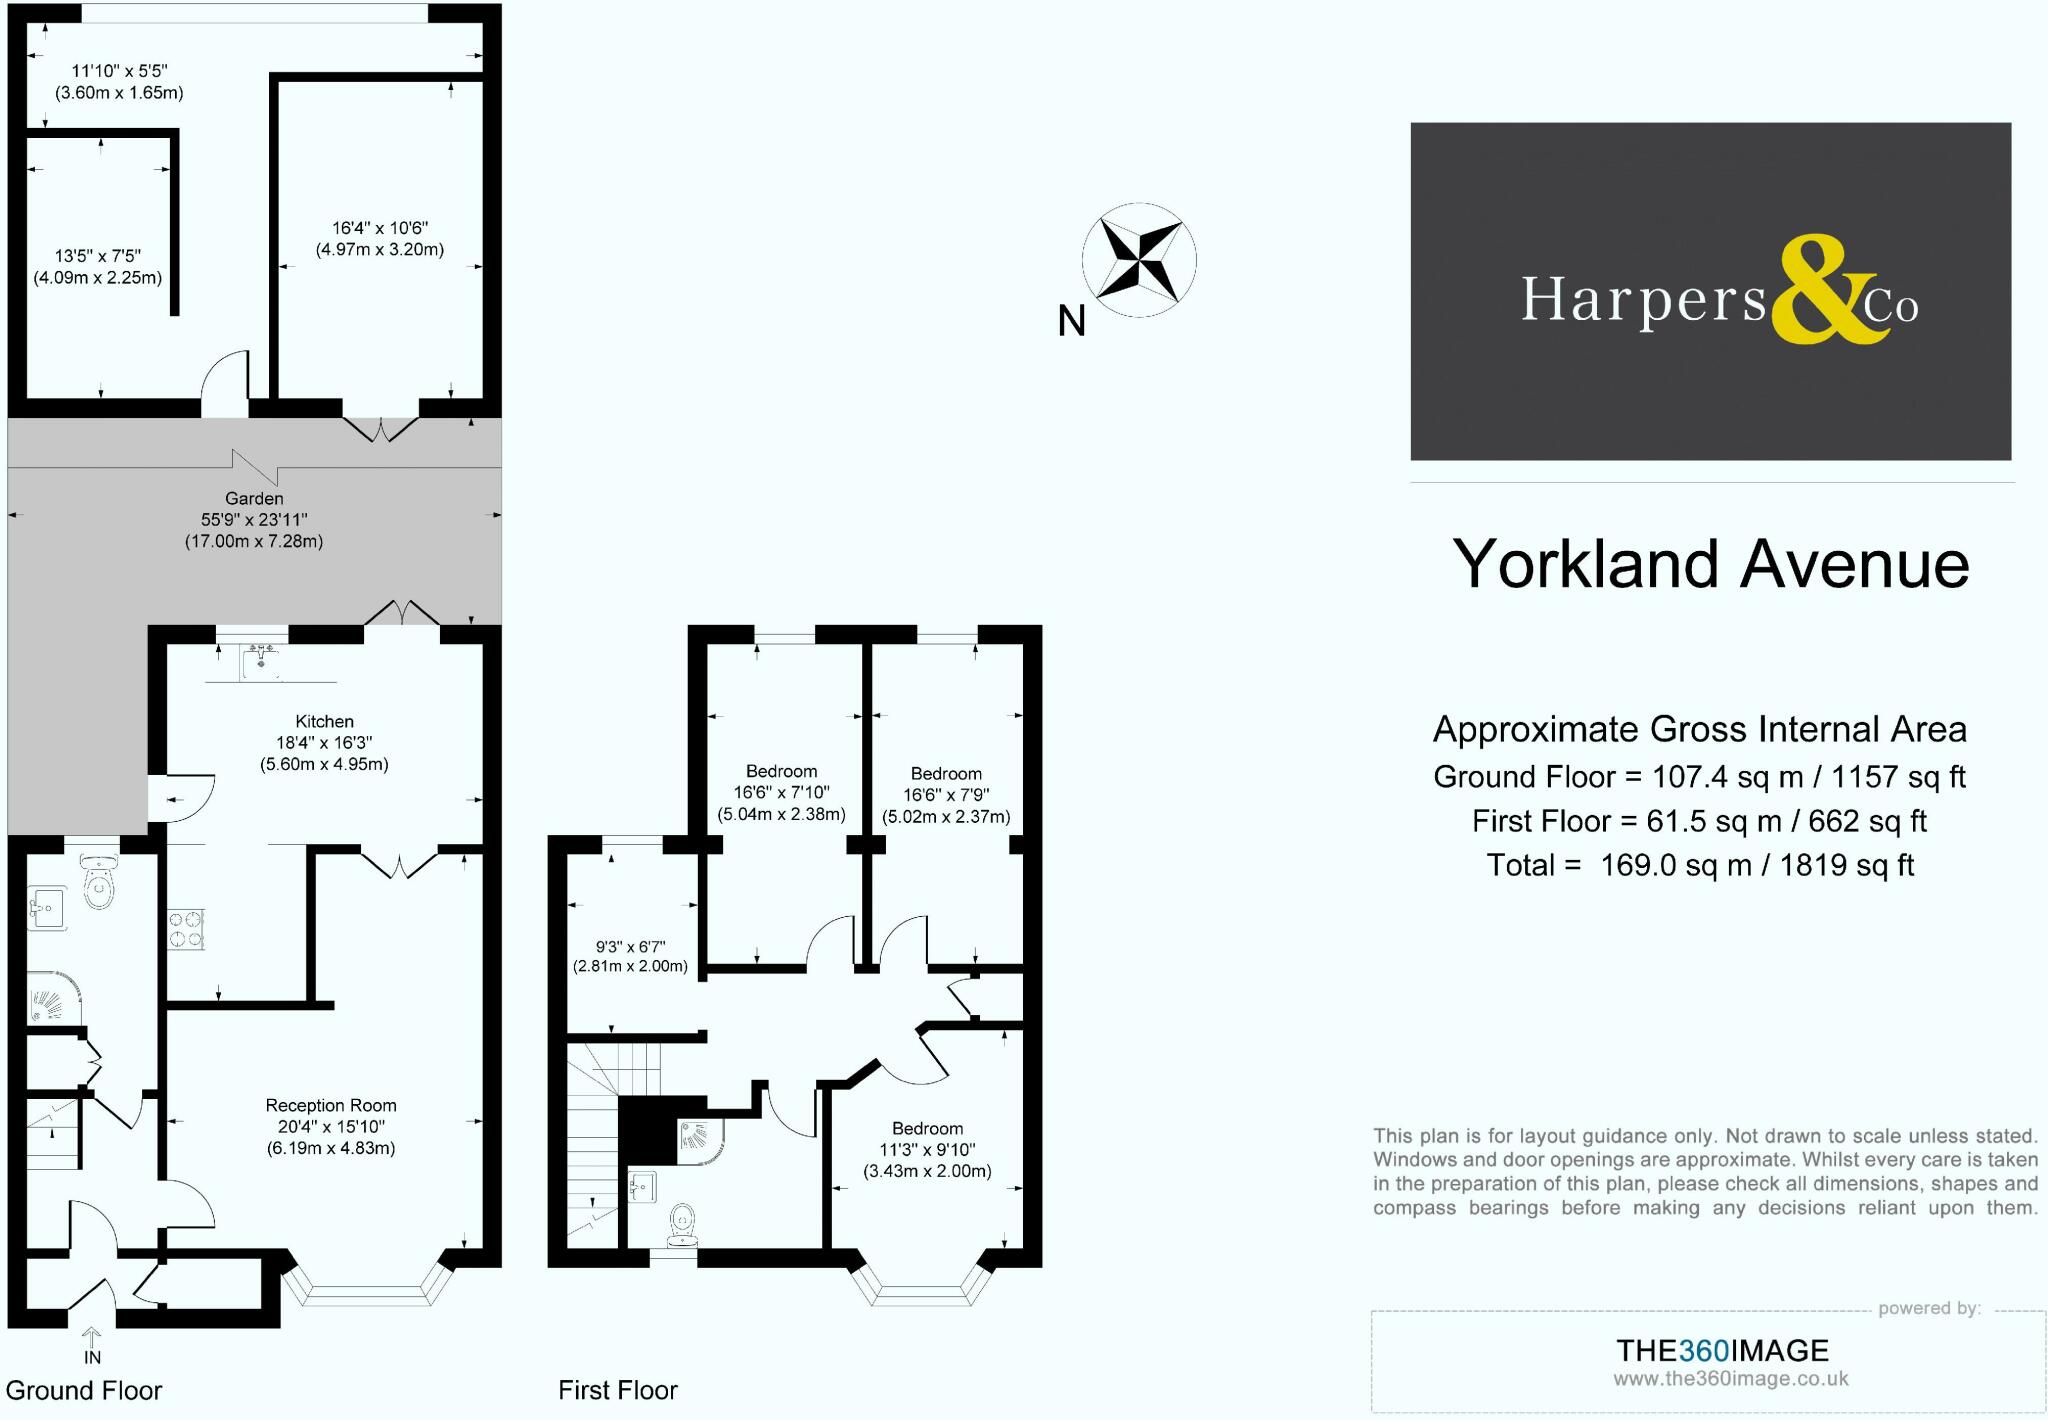 11'10" x 5'5"
(3.60m x 1.65m)
13'5" x 7'5"
(4.09m x 2.25m)
16'4" x 10'6"
(4.97m x 3.20m)
Garden
55'9" x 23'11"
(17.00m x 7.28m)
Kitchen
18'4" x 16'3"
(5.60m x 4.95m)
Reception Room
20'4" x 15'10"
(6.19m x 4.83m)
IN
Ground Floor
Bedroom
16'6" x 7'10"
(5.04m x 2.38m)
Bedroom
16'6" x 7'9"
(5.02m x 2.37m)
9'3" x 6'7"
(2.81m x 2.00m)
Bedroom
11'3" x 9'10"
(3.43m x 2.00m)
First Floor
N
Harpers&Co
Yorkland Avenue
Approximate Gross Internal Area
Ground Floor = 107.4 sq m / 1157 sq ft
First Floor = 61.5 sq m / 662 sq ft
Total = 169.0 sq m / 1819 sq ft
This plan is for layout guidance only. Not drawn to scale unless stated.
Windows and door openings are approximate. Whilst every care is taken
in the preparation of this plan, please check all dimensions, shapes and
compass bearings before making any decisions reliant upon them.
powered by:
THE360IMAGE
www.the360image.co.uk